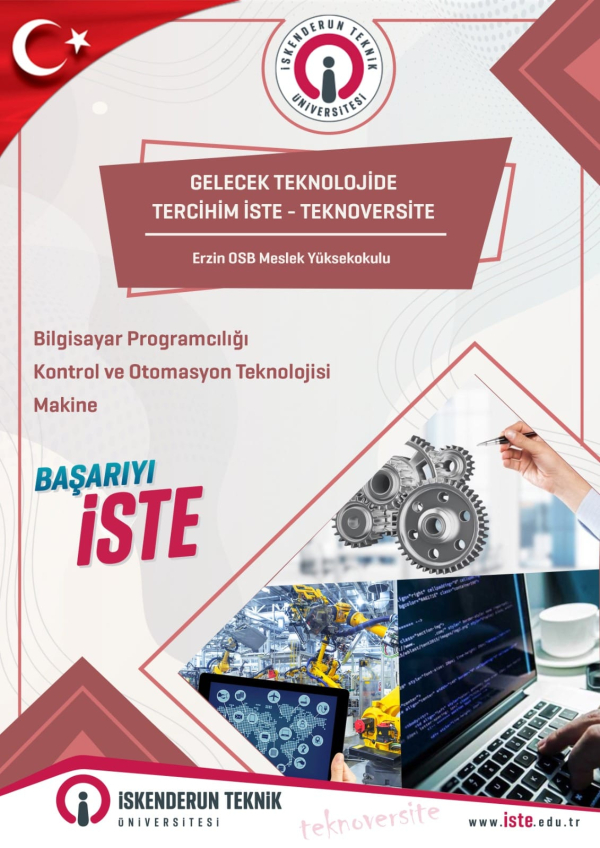 İSKENDERUN TEKNİK
ÜNİVERSİTESİ
GELECEK TEKNOLOJİDE
TERCİHİM İSTE - TEKNOVERSİTE
Erzin OSB Meslek Yüksekokulu
Bilgisayar Programcılığı
Kontrol ve Otomasyon Teknolojisi
Makine
BAŞARIYI
İSTE
İSKENDERUN TEKNİK
ÜNİVERSİTESİ
teknoversite
www.iste.edu.tr